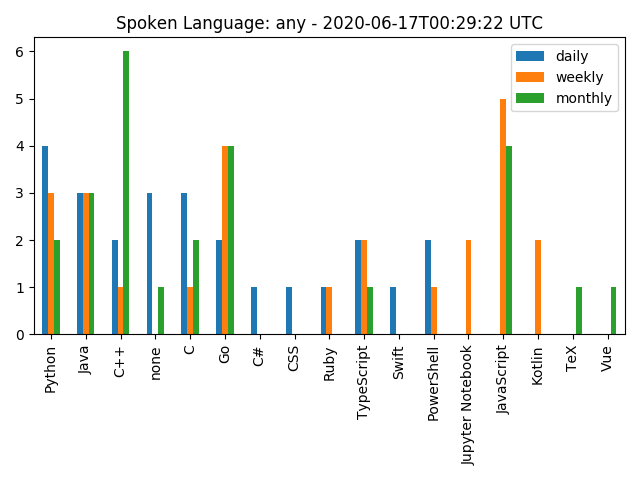 Spoken Language: any - 2020-06-17T00:29:22 UTC
daily
weekly
monthly
6
5
4
3
2
1
0
Python
Java
C++
none
C
Go
C#
CSS
Ruby
TypeScript
Swift
PowerShell
Jupyter Notebook
JavaScript
Kotlin
TeX
Vue